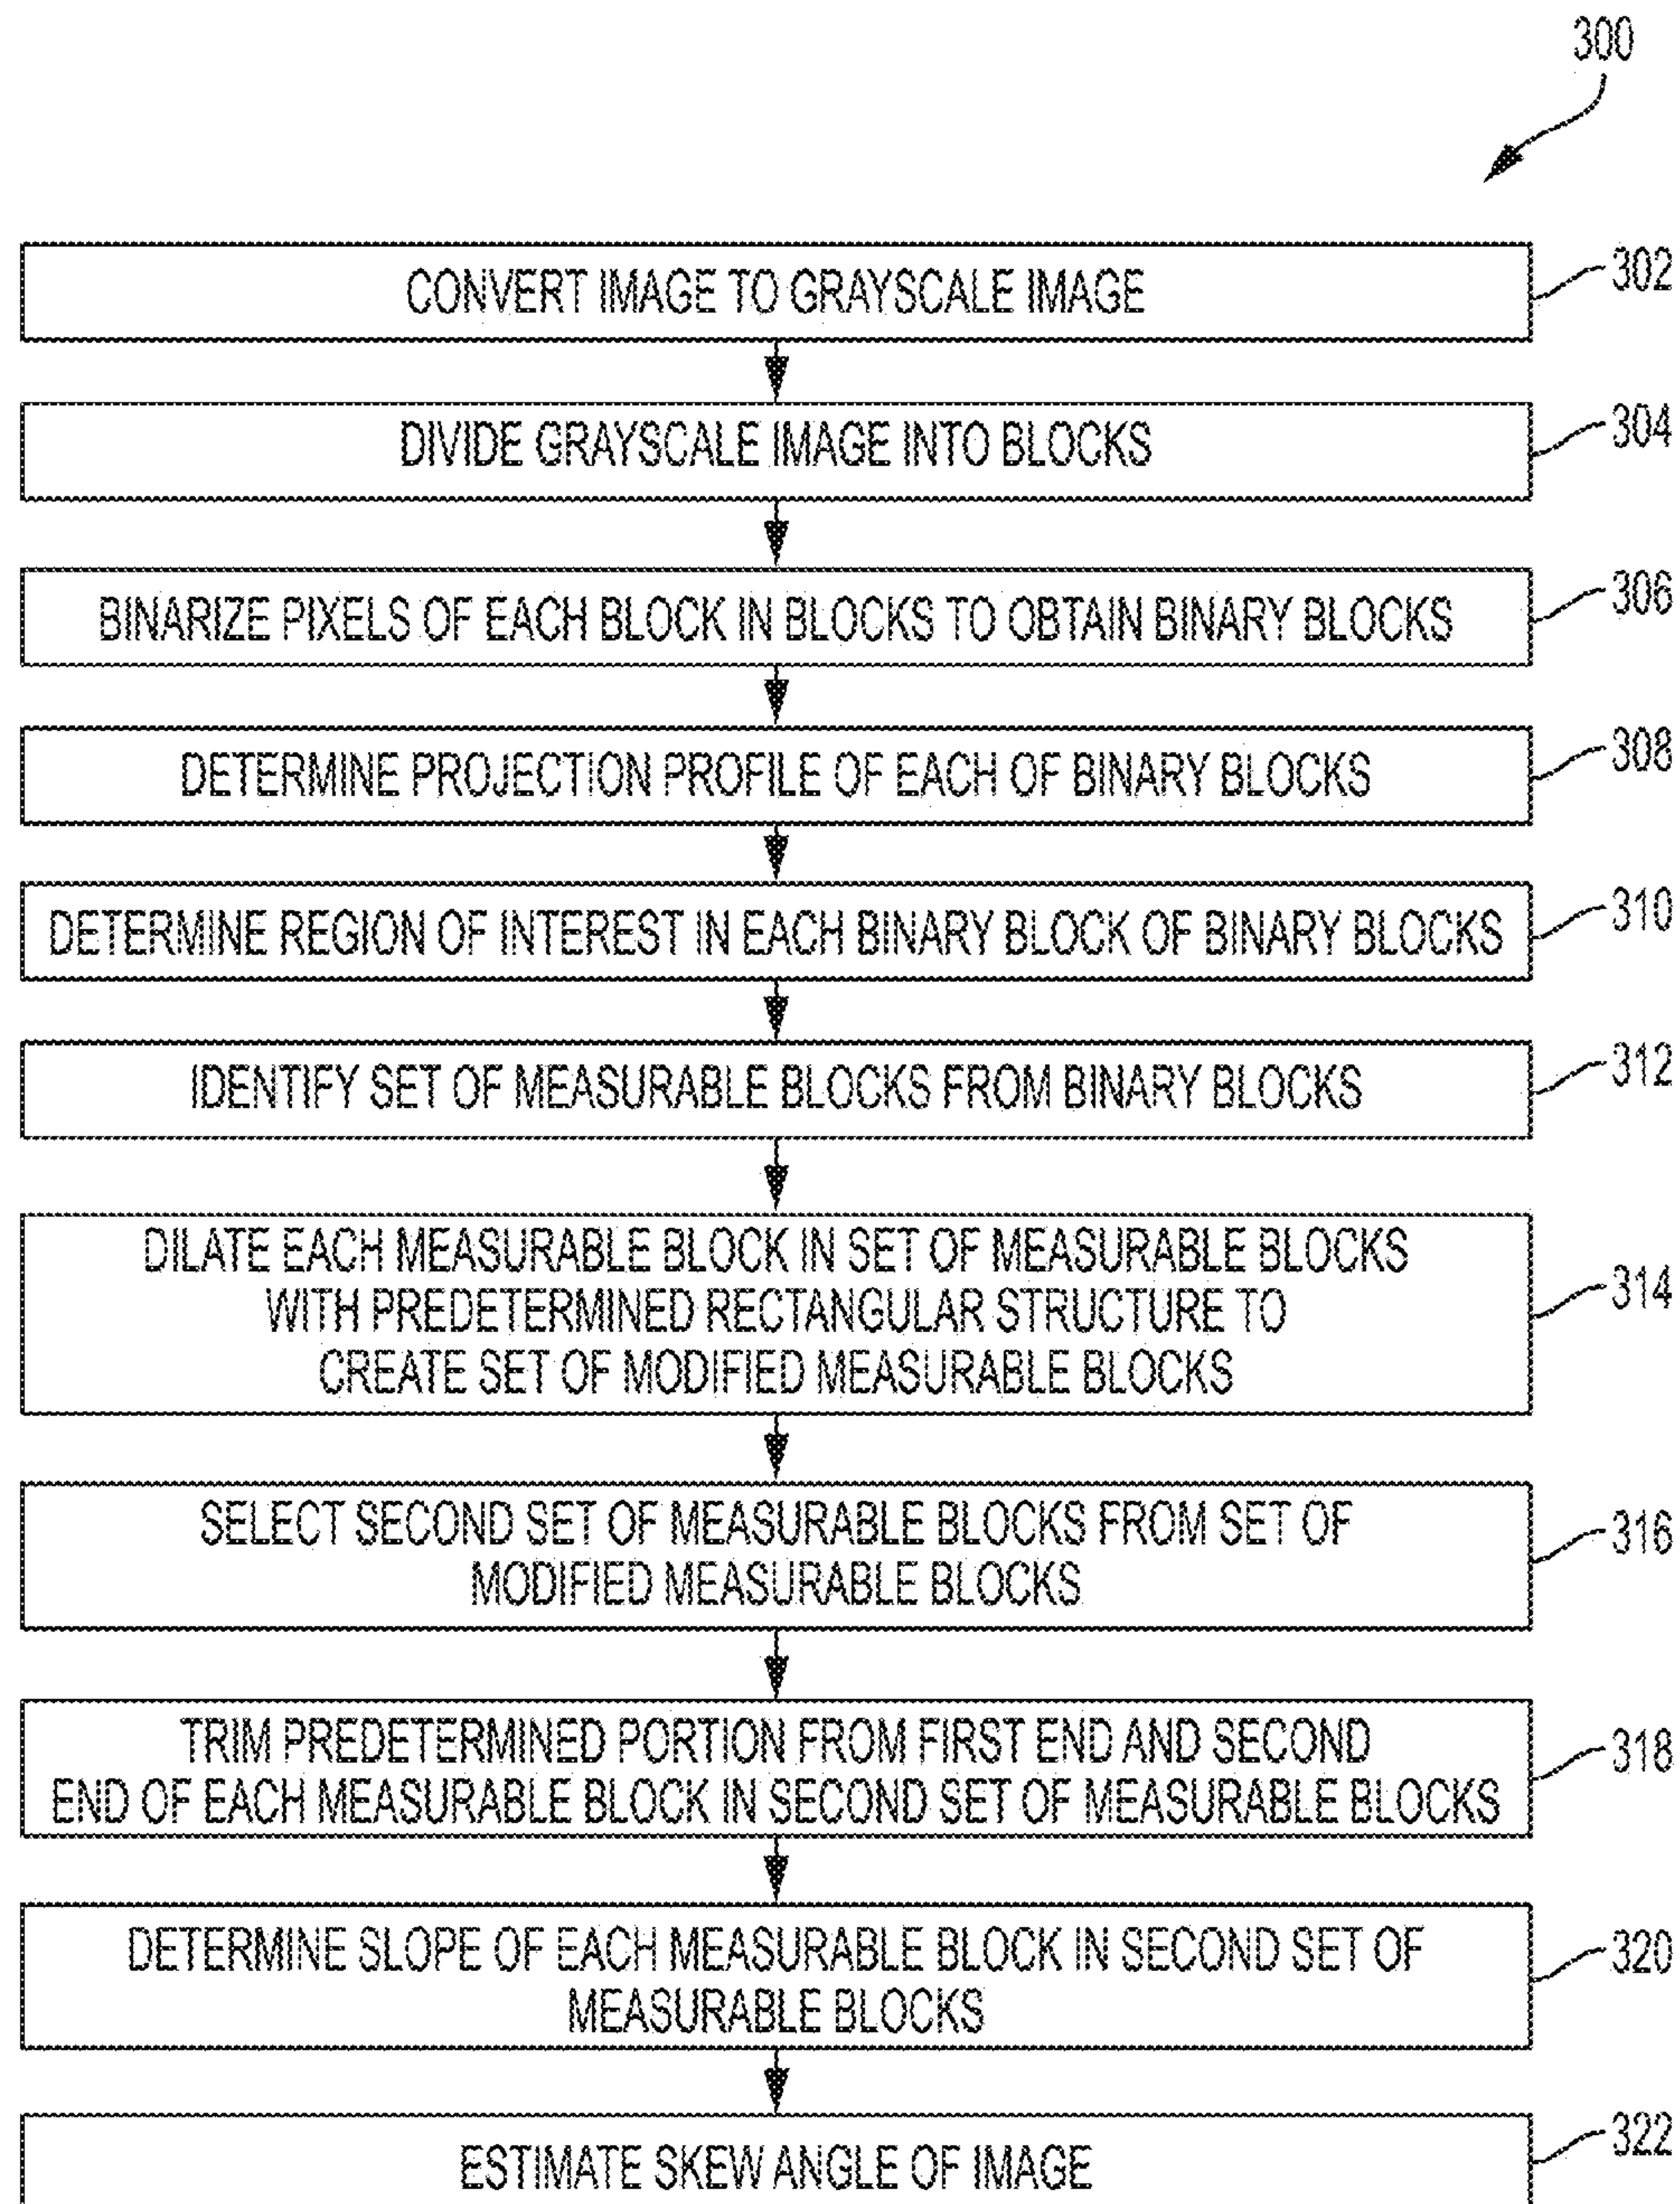 300
CONVERT IMAGE TO GRAYSCALE IMAGE
302
DIVIDE GRAYSCALE IMAGE INTO BLOCKS
304
BINARIZE PIXELS OF EACH BLOCK IN BLOCKS TO OBTAIN BINARY BLOCKS
306
DETERMINE PROJECTION PROFILE OF EACH OF BINARY BLOCKS
308
DETERMINE REGION OF INTEREST IN EACH BINARY BLOCK OF BINARY BLOCKS
310
IDENTIFY SET OF MEASURABLE BLOCKS FROM BINARY BLOCKS
312
DILATE EACH MEASURABLE BLOCK IN SET OF MEASURABLE BLOCKS
WITH PREDETERMINED RECTANGULAR STRUCTURE TO
CREATE SET OF MODIFIED MEASURABLE BLOCKS
314
SELECT SECOND SET OF MEASURABLE BLOCKS FROM SET OF
MODIFIED MEASURABLE BLOCKS
316
TRIM PREDETERMINED PORTION FROM FIRST END AND SECOND
END OF EACH MEASURABLE BLOCK IN SECOND SET OF MEASURABLE BLOCKS
318
DETERMINE SLOPE OF EACH MEASURABLE BLOCK IN SECOND SET OF
MEASURABLE BLOCKS
320
ESTIMATE SKEW ANGLE OF IMAGE
322